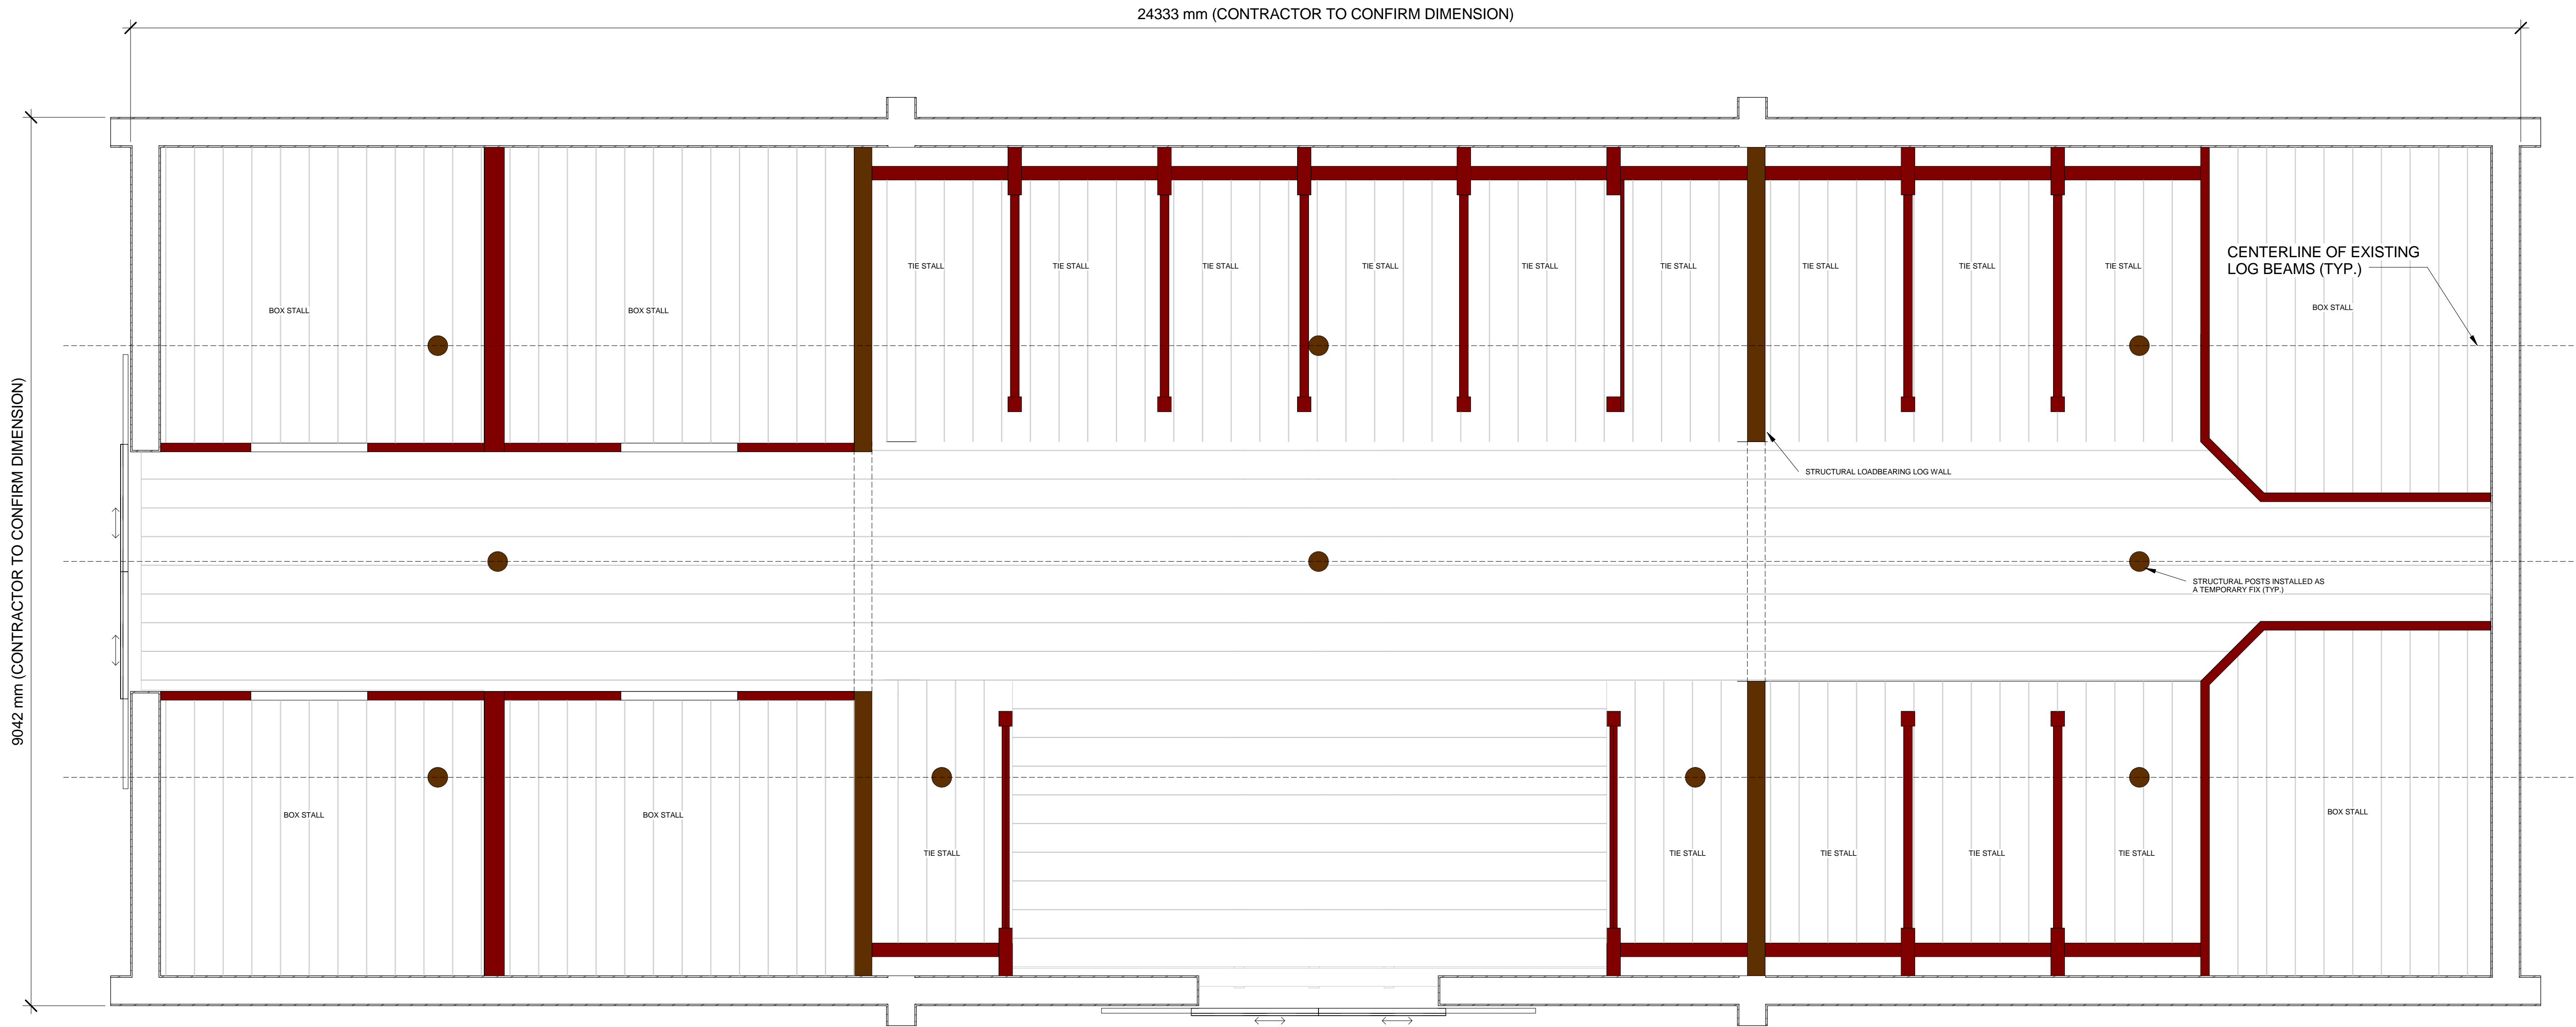 24333 mm (CONTRACTOR TO CONFIRM DIMENSION)
9042 mm (CONTRACTOR TO CONFIRM DIMENSION)
CENTERLINE OF EXISTING
LOG BEAMS (TYP.)
TIE STALL
TIE STALL
TIE STALL
TIE STALL
TIE STALL
TIE STALL
TIE STALL
TIE STALL
TIE STALL
BOX STALL
BOX STALL
BOX STALL
STRUCTURAL LOADBEARING LOG WALL
STRUCTURAL POSTS INSTALLED AS
A TEMPORARY FIX (TYP.)
BOX STALL
BOX STALL
BOX STALL
TIE STALL
TIE STALL
TIE STALL
TIE STALL
TIE STALL